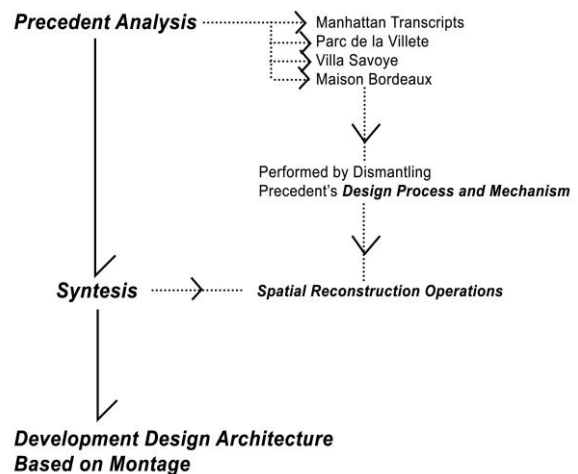 Precedent Analysis
Manhattan Transcripts
Parc de la Villete
Villa Savoye
Maison Bordeaux
Performed by Dismantling
Precedent's Design Process and Mechanism
Syntesis
Spatial Reconstruction Operations
Development Design Architecture
Based on Montage